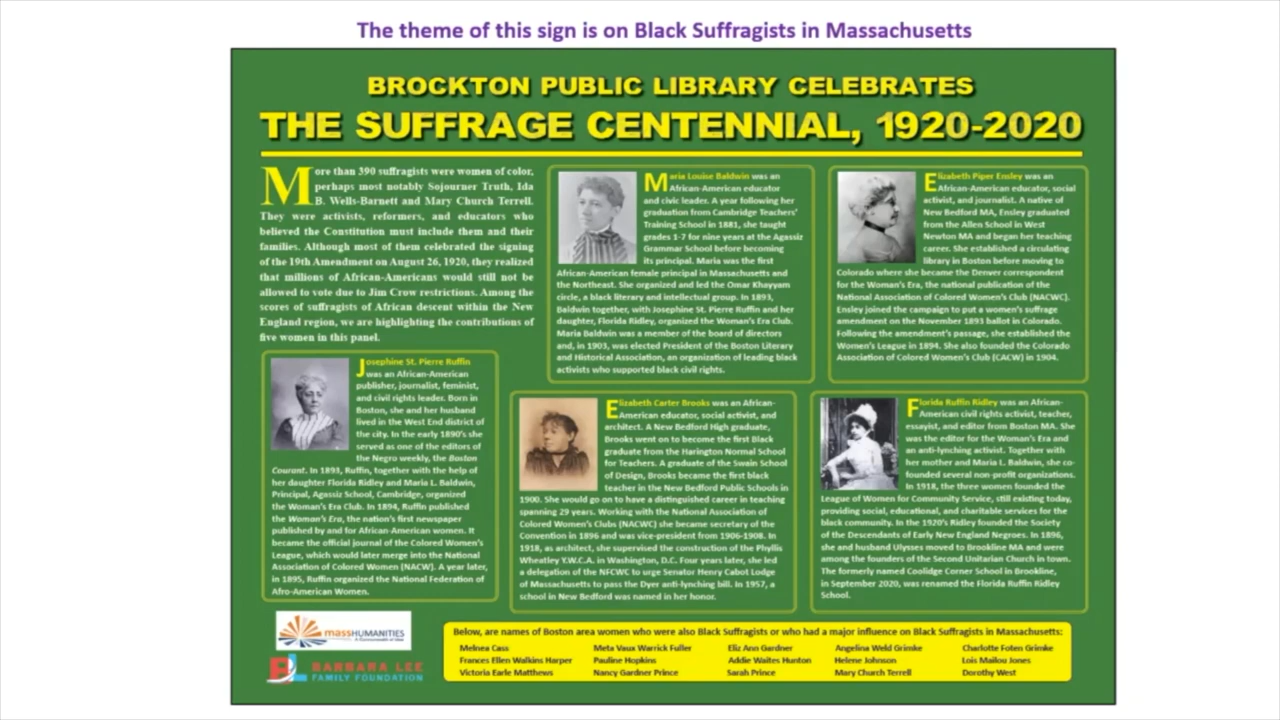 The theme of this sign is on Black Suffragists in Massachusetts
BROCKTON PUBLIC LIBRARY CELEBRATES
THE SUFFRAGE CENTENNIAL, 1920-2020
More than 390 suffragists were women of color,
perhaps most notably Sojourner Truth, Ida
B. Wells-Barnett and Mary Church Terrell.
They were activists, reformers, and educators who
believed the Constitution must include them and their
families. Although most of them celebrated the signing
of the 19th Amendment on August 26, 1920, they realized
that millions of African-Americans would still not be
allowed to vote due to Jim Crow restrictions. Among the
scores of suffragists of African descent within the New
England region, we are highlighting the contributions of
five women in this panel.
Maria Louise Baldwin was an
African-American educator
and civic leader. A year following her
graduation from Cambridge Teachers'
Training School in 1881, she taught
grades 1-7 for nine years at the Agassiz
Grammar School before becoming
its principal. Maria was the first
African-American female principal in Massachusetts and
the Northeast. She organized and led the Omar Khayyam
circle, a black literary and intellectual group. In 1893,
Baldwin together, with Josephine St. Pierre Ruffin and her
daughter, Florida Ridley, organized the Woman's Era Club.
Maria Baldwin was a member of the board of directors
and, in 1903, was elected President of the Boston Literary
and Historical Association, an organization of leading black
activists who supported black civil rights.
Elizabeth Piper Ensley was an
African-American educator, social
activist, and journalist. A native of
New Bedford MA, Ensley graduated
from the Allen School in West
Newton MA and began her teaching
career. She established a circulating
library in Boston before moving to
Colorado where she became the Denver correspondent
for the Woman's Era, the national publication of the
National Association of Colored Women's Club (NACWC).
Ensley joined the campaign to put a women's suffrage
amendment on the November 1893 ballot in Colorado.
Following the amendment's passage, she established the
Women's League in 1894. She also founded the Colorado
Association of Colored Women's Club (CACW) in 1904.
Josephine St. Pierre Ruffin
was an African-American
publisher, journalist, feminist,
and civil rights leader. Born in
Boston, she and her husband
lived in the West End district of
the city. In the early 1890's she
served as one of the editors of
the Negro weekly, the Boston
Courant. In 1893, Ruffin, together with the help of
her daughter Florida Ridley and Maria L. Baldwin,
Principal, Agassiz School, Cambridge, organized
the Woman's Era Club. In 1894, Ruffin published
the Woman's Era, the nation's first newspaper
published by and for African-American women. It
became the official journal of the Colored Women's
League, which would later merge into the National
Association of Colored Women (NACW). A year later,
in 1895, Ruffin organized the National Federation of
Afro-American Women.
Elizabeth Carter Brooks was an African-
American educator, social activist, and
architect. A New Bedford High graduate,
Brooks went on to become the first Black
graduate from the Harington Normal School
for Teachers. A graduate of the Swain School
of Design, Brooks became the first black
teacher in the New Bedford Public Schools in
1900. She would go on to have a distinguished career in teaching
spanning 29 years. Working with the National Association of
Colored Women's Clubs (NACWC) she became secretary of the
Convention in 1896 and was vice-president from 1906-1908. In
1918, as architect, she supervised the construction of the Phyllis
Wheatley Y.W.C.A. in Washington, D.C. Four years later, she led
a delegation of the NFCWC to urge Senator Henry Cabot Lodge
of Massachusetts to pass the Dyer anti-lynching bill. In 1957, a
school in New Bedford was named in her honor.
Florida Ruffin Ridley was an African-
American civil rights activist, teacher,
essayist, and editor from Boston MA. She
was the editor for the Woman's Era and
an anti-lynching activist. Together with
her mother and Maria L. Baldwin, she co-
founded several non-profit organizations.
In 1918, the three women founded the
League of Women for Community Service, still existing today,
providing social, educational, and charitable services for the
black community. In the 1920's Ridley founded the Society
of the Descendants of Early New England Negroes. In 1896,
she and husband Ulysses moved to Brookline MA and were
among the founders of the Second Unitarian Church in town.
The formerly named Coolidge Corner School in Brookline,
in September 2020, was renamed the Florida Ruffin Ridley
School.
massHUMANITIES
BARBARA LEE
FAMILY FOUNDATION
Below, are names of Boston area women who were also Black Suffragists or who had a major influence on Black Suffragists in Massachusetts:
Melnea Cass Meta Vaux Warrick Fuller Eliz Ann Gardner Angelina Weld Grimke Charlotte Foten Grimke
Frances Ellen Walkins Harper Pauline Hopkins Addie Waites Hunton Helene Johnson Lois Mailou Jones
Victoria Earle Matthews Nancy Gardner Prince Sarah Prince Mary Church Terrell Dorothy West